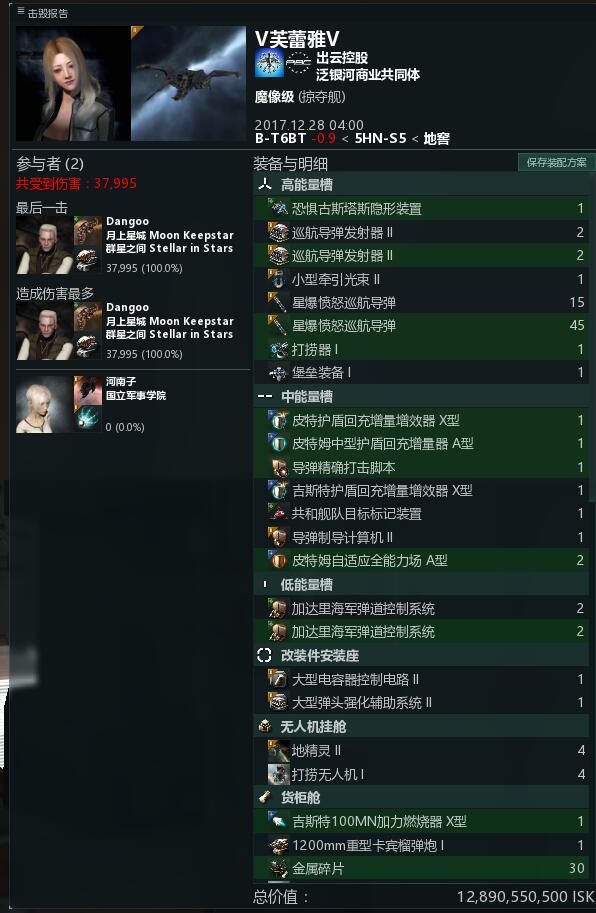 击毁报告
V芙蕾雅V
出云控股
泛银河商业共同体
魔像级 (掠夺舰)
2017.12.28 04:00
B-T6BT -0.9 < 5HN-S5 < 地窖
参与者 (2)
共受到伤害：37,995
最后一击
Dangoo
月上星城 Moon Keepstar
群星之间 Stellar in Stars
37,995 (100.0%)
造成伤害最多
Dangoo
月上星城 Moon Keepstar
群星之间 Stellar in Stars
37,995 (100.0%)
河南子
国立军事学院
0 (0.0%)
装备与明细
保存装配方案
高能量槽
恐惧古斯塔斯隐形装置 1
巡航导弹发射器 II 2
巡航导弹发射器 II 2
小型牵引光束 II 1
星爆愤怒巡航导弹 15
星爆愤怒巡航导弹 45
打捞器 I 1
堡垒装备 I 1
中能量槽
皮特护盾回充增量增效器 X型 1
皮特姆中型护盾回充增量器 A型 1
导弹精确打击脚本 1
吉斯特护盾回充增量增效器 X型 1
共和舰队目标标记装置 1
导弹制导计算机 II 1
皮特姆自适应全能力场 A型 2
低能量槽
加达里海军弹道控制系统 2
加达里海军弹道控制系统 2
改装件安装座
大型电容器控制电路 II 1
大型弹头强化辅助系统 II 1
无人机挂舱
地精灵 II 4
打捞无人机 I 4
货柜舱
吉斯特100MN加力燃烧器 X型 1
1200mm重型卡宾榴弹炮 I 1
金属碎片 30
总价值： 12,890,550,500 ISK